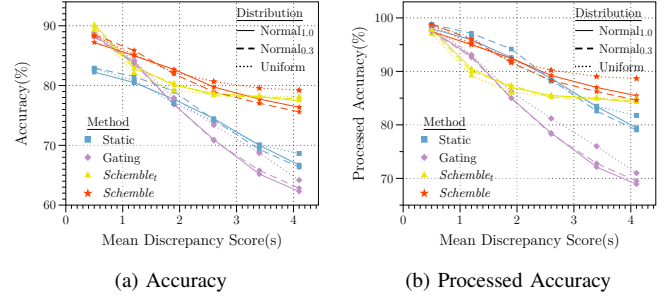 Accuracy(%)
90
80
70
60
0
1
2
3
4
Mean Discrepancy Score(s)
Distribution
Normal1.0
Normal0.3
Uniform
Method
Static
Gating
Schemblet
Schemble
(a) Accuracy
Processed Accuracy(%)
100
90
80
70
0
1
2
3
4
Mean Discrepancy Score(s)
Distribution
Normal1.0
Normal0.3
Uniform
Method
Static
Gating
Schemblet
Schemble
(b) Processed Accuracy